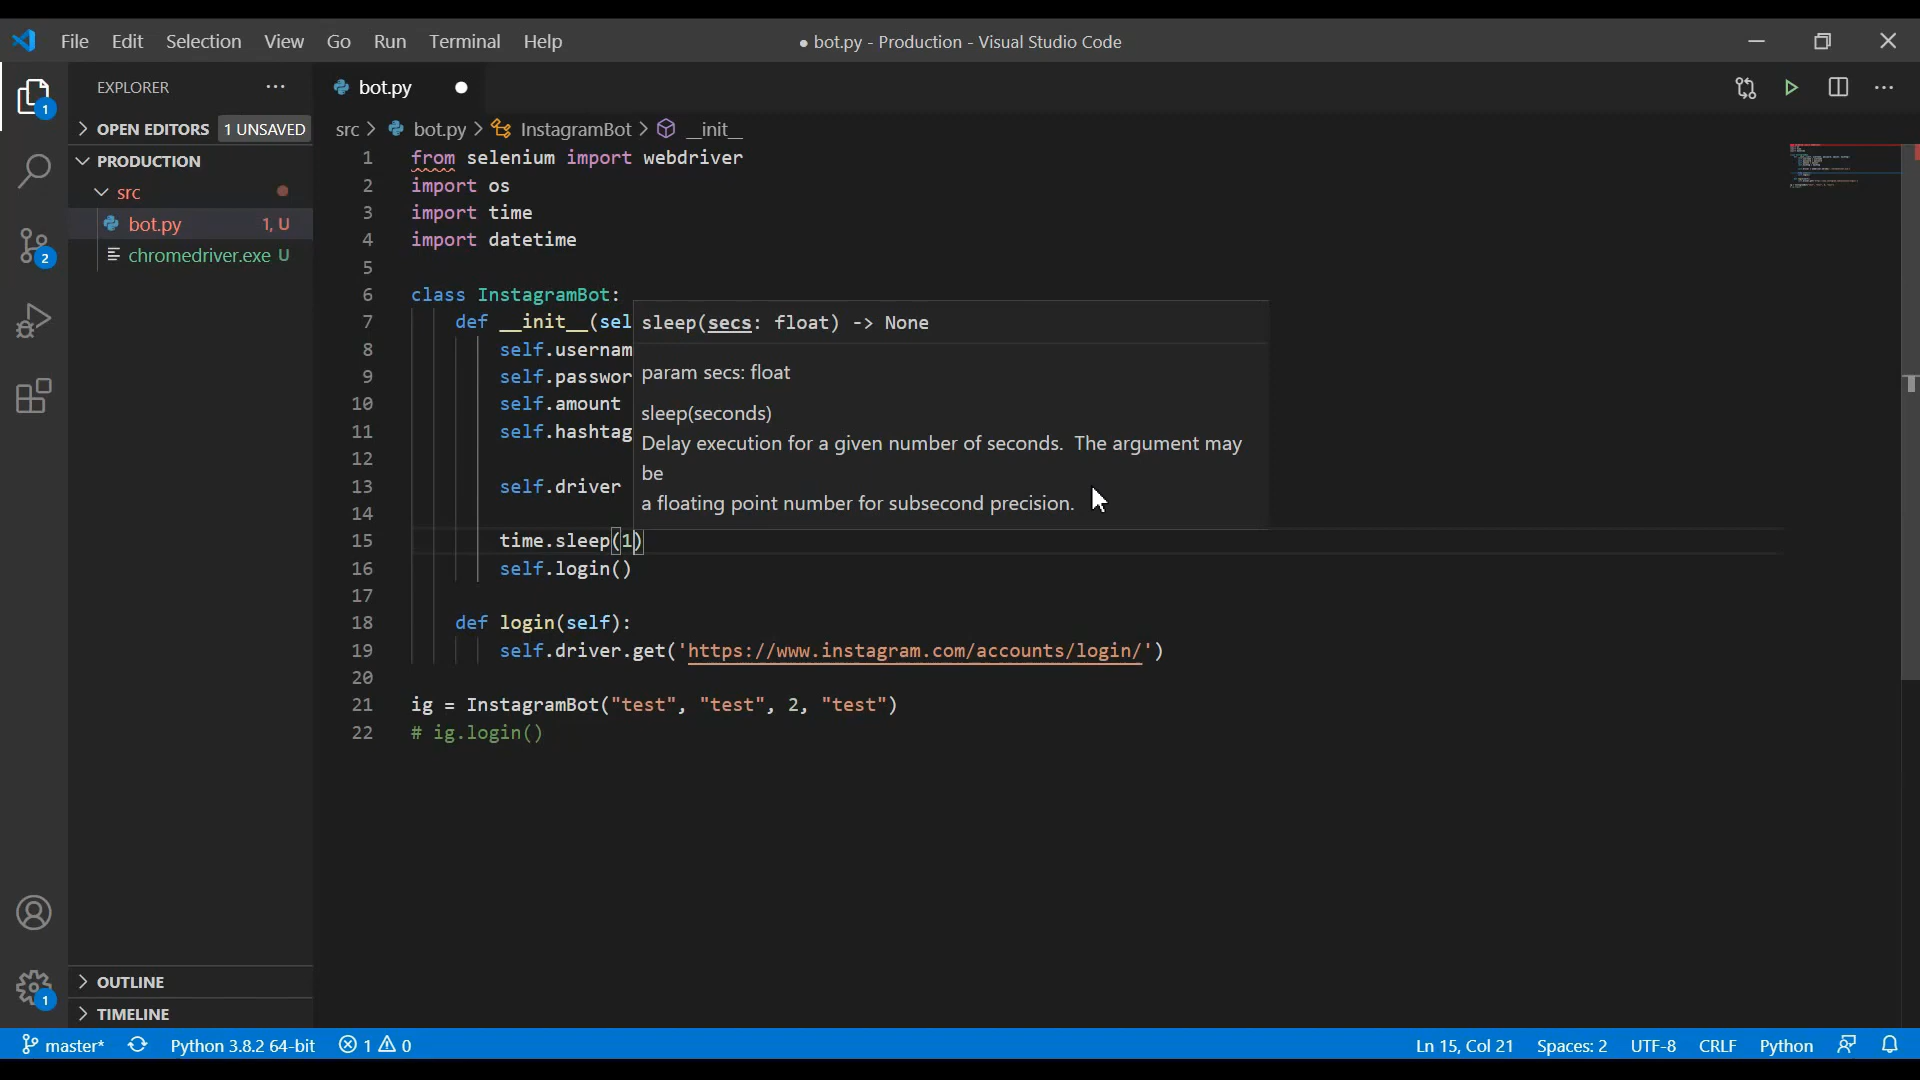 File Edit Selection View Go Run Terminal Help
● bot.py - Production - Visual Studio Code
EXPLORER
bot.py
OPEN EDITORS 1 UNSAVED
PRODUCTION
src
bot.py 1, U
chromedriver.exe U
src > bot.py > InstagramBot > __init__
1 from selenium import webdriver
2 import os
3 import time
4 import datetime
5
6 class InstagramBot:
7 def __init__(sel
8 self.usernam
9 self.passwor
10 self.amount
11 self.hashtag
12
13 self.driver
14
15 time.sleep(1)
16 self.login()
17
18 def login(self):
19 self.driver.get('https://www.instagram.com/accounts/login/')
20
21 ig = InstagramBot("test", "test", 2, "test")
22 # ig.login()
sleep(secs: float) -> None
param secs: float
sleep(seconds)
Delay execution for a given number of seconds. The argument may
be
a floating point number for subsecond precision.
1
2
1
OUTLINE
TIMELINE
master* Python 3.8.2 64-bit 1 0 Ln 15, Col 21 Spaces: 2 UTF-8 CRLF Python